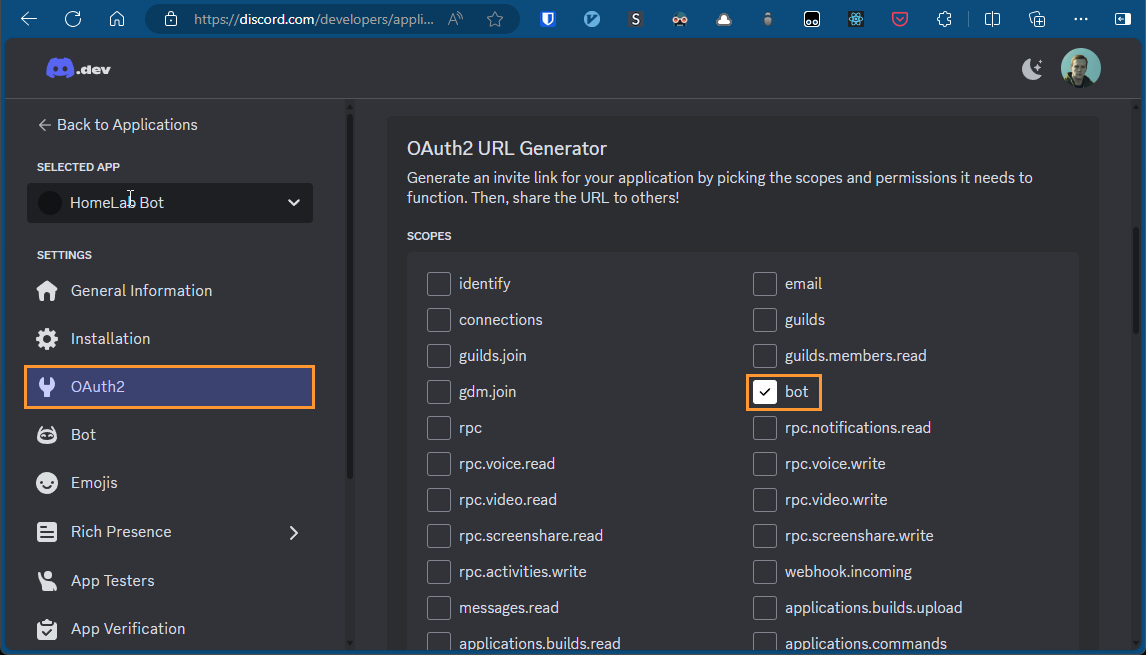 https://discord.com/developers/appli...
S
.dev
Back to Applications
SELECTED APP
HomeLab Bot
SETTINGS
General Information
Installation
OAuth2
Bot
Emojis
Rich Presence
App Testers
App Verification
OAuth2 URL Generator
Generate an invite link for your application by picking the scopes and permissions it needs to
function. Then, share the URL to others!
SCOPES
identify
email
connections
guilds
guilds.join
guilds.members.read
gdm.join
bot
rpc
rpc.notifications.read
rpc.voice.read
rpc.voice.write
rpc.video.read
rpc.video.write
rpc.screenshare.read
rpc.screenshare.write
rpc.activities.write
webhook.incoming
messages.read
applications.builds.upload
applications.builds.read
applications.commands